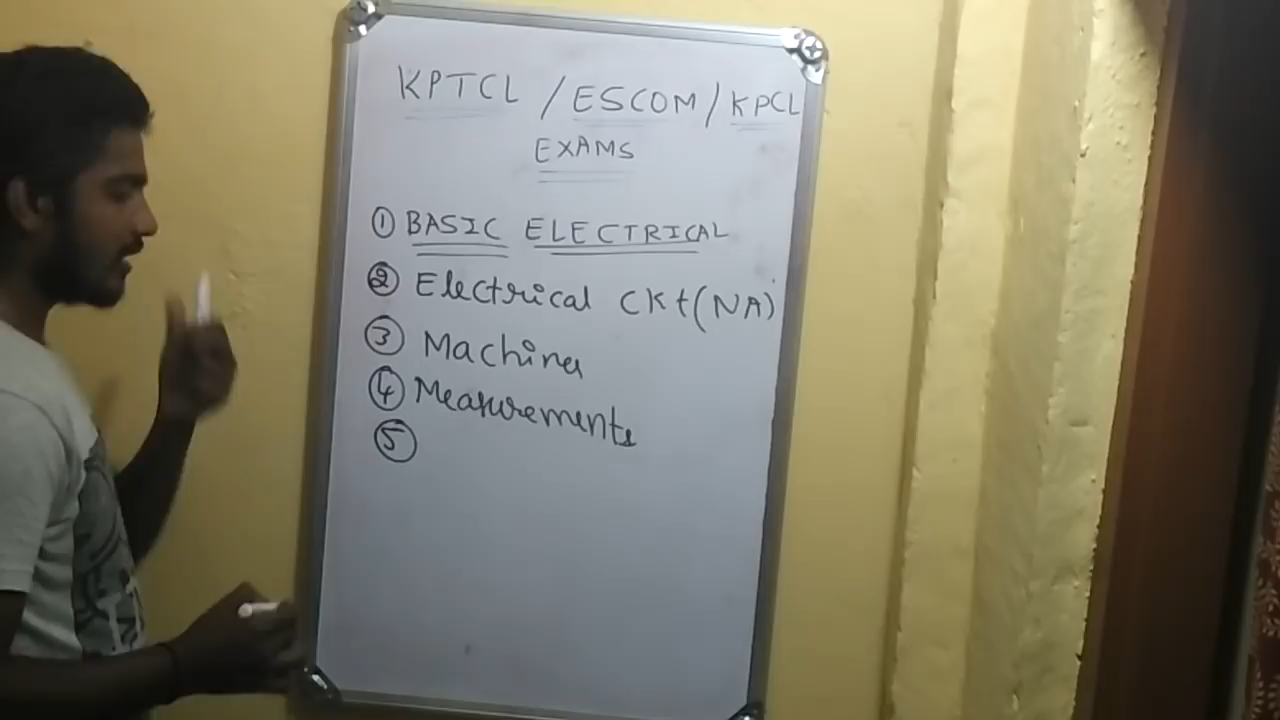 KPTCL / ESCOM / KPCL
EXAMS
① BASIC ELECTRICAL
② Electrical CKt (NA)
③ Machines
④ Measurements
⑤